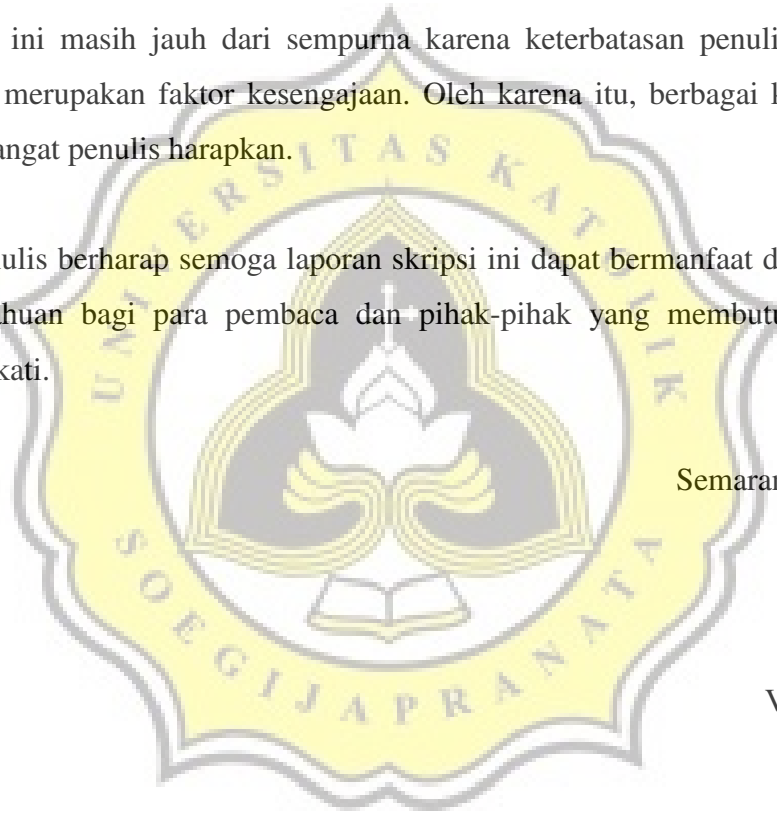 ini masih jauh dari sempurna karena keterbatasan penuli
merupakan faktor kesengajaan. Oleh karena itu, berbagai k
angat penulis harapkan.
ulis berharap semoga laporan skripsi ini dapat bermanfaat d
huan bagi para pembaca dan pihak-pihak yang membutu
kati.
Semaran
V
UNIVERSITAS KATOLIK
SOEGIJAPRANATA